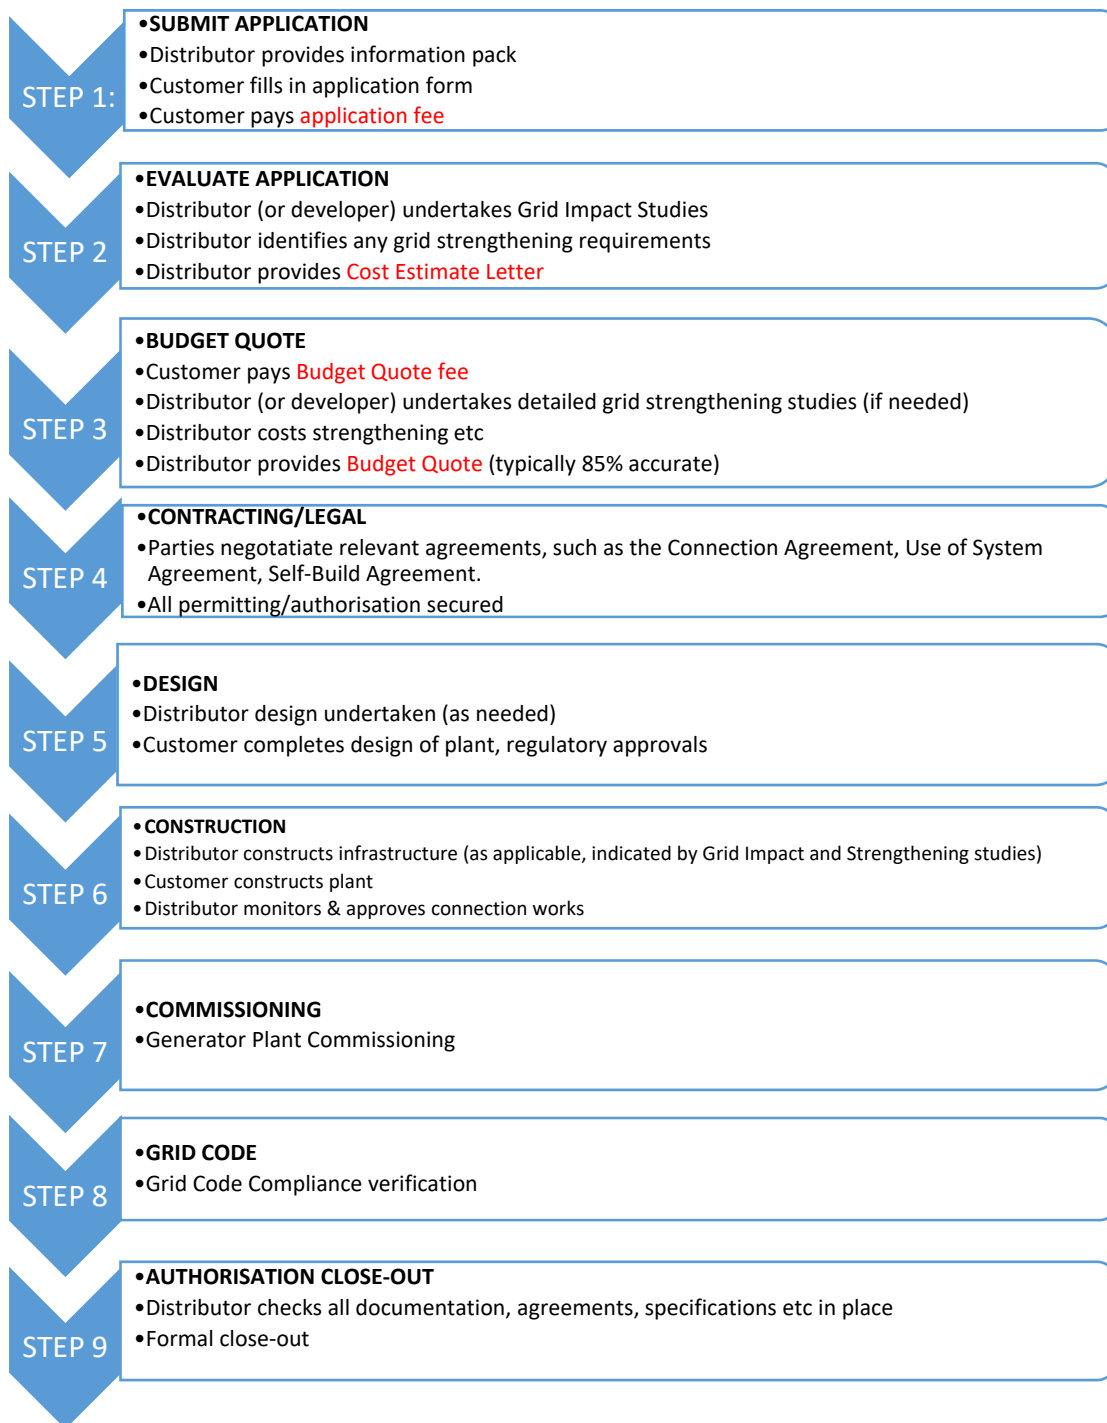 STEP 1:
•SUBMIT APPLICATION
•Distributor provides information pack
•Customer fills in application form
•Customer pays application fee
STEP 2
•EVALUATE APPLICATION
•Distributor (or developer) undertakes Grid Impact Studies
•Distributor identifies any grid strengthening requirements
•Distributor provides Cost Estimate Letter
STEP 3
•BUDGET QUOTE
•Customer pays Budget Quote fee
•Distributor (or developer) undertakes detailed grid strengthening studies (if needed)
•Distributor costs strengthening etc
•Distributor provides Budget Quote (typically 85% accurate)
STEP 4
•CONTRACTING/LEGAL
•Parties negotatiate relevant agreements, such as the Connection Agreement, Use of System
Agreement, Self-Build Agreement.
•All permitting/authorisation secured
STEP 5
•DESIGN
•Distributor design undertaken (as needed)
•Customer completes design of plant, regulatory approvals
STEP 6
•CONSTRUCTION
•Distributor constructs infrastructure (as applicable, indicated by Grid Impact and Strengthening studies)
•Customer constructs plant
•Distributor monitors & approves connection works
STEP 7
•COMMISSIONING
•Generator Plant Commissioning
STEP 8
•GRID CODE
•Grid Code Compliance verification
STEP 9
•AUTHORISATION CLOSE-OUT
•Distributor checks all documentation, agreements, specifications etc in place
•Formal close-out